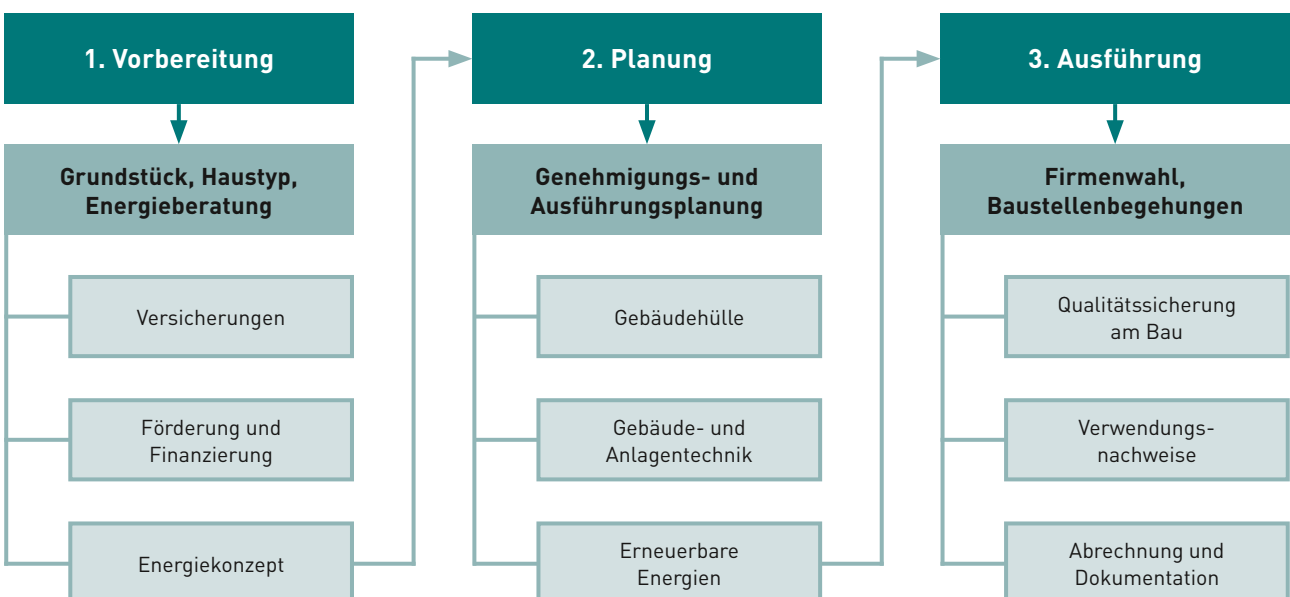 1. Vorbereitung
Grundstück, Haustyp,
Energieberatung
Versicherungen
Förderung und
Finanzierung
Energiekonzept
2. Planung
Genehmigungs- und
Ausführungsplanung
Gebäudehülle
Gebäude- und
Anlagentechnik
Erneuerbare
Energien
3. Ausführung
Firmenwahl,
Baustellenbegehungen
Qualitätssicherung
am Bau
Verwendungs-
nachweise
Abrechnung und
Dokumentation